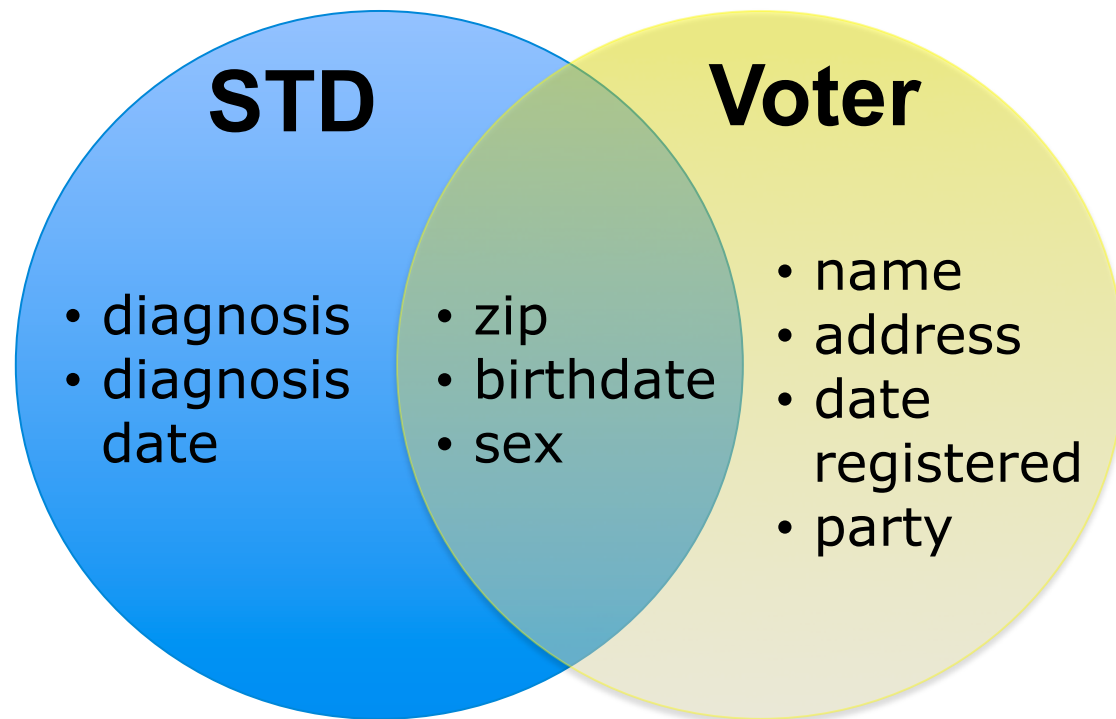 STD
• diagnosis
• diagnosis
date
• zip
• birthdate
• sex
Voter
• name
• address
• date
registered
• party